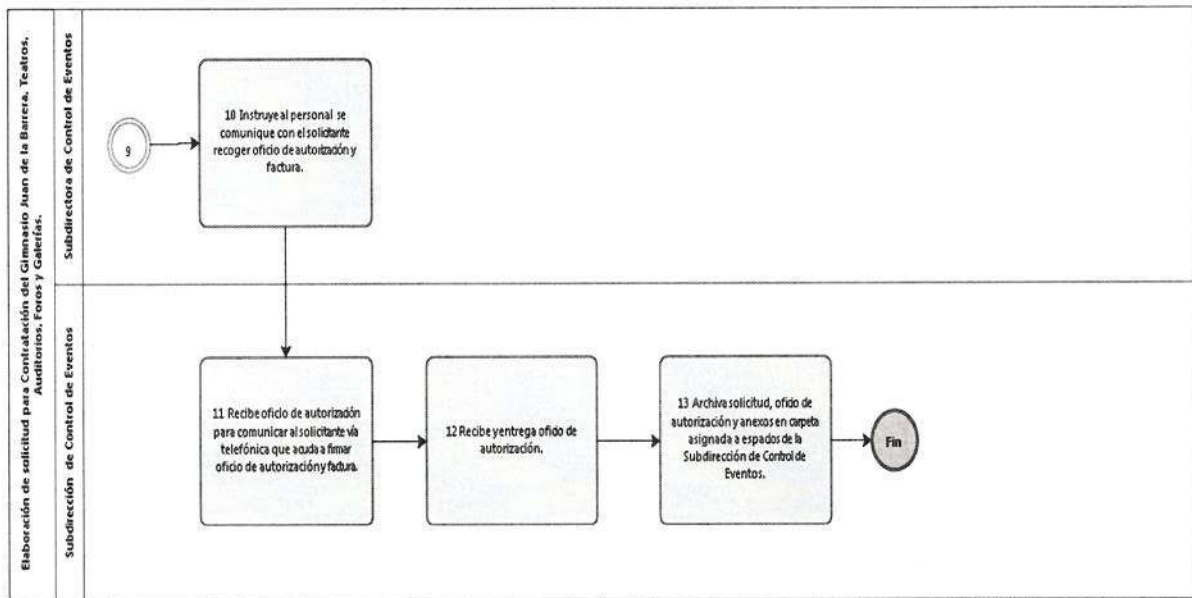 Elaboración de solicitud para Contratación del Gimnasio Juan de la Barrera, Teatros,
Auditorios, Foros y Galerías.
Subdirectora de Control de Eventos
9
10 Instruye al personal se
comunique con el solicitante
recoger oficio de autorización y
factura.
Subdirección de Control de Eventos
11 Recibe oficio de autorización
para comunicar al solicitante vía
telefónica que acuda a firmar
oficio de autorización y factura.
12 Recibe y entrega oficio de
autorización.
13 Archiva solicitud, oficio de
autorización y anexos en carpeta
asignada a espacios de la
Subdirección de Control de
Eventos.
Fin